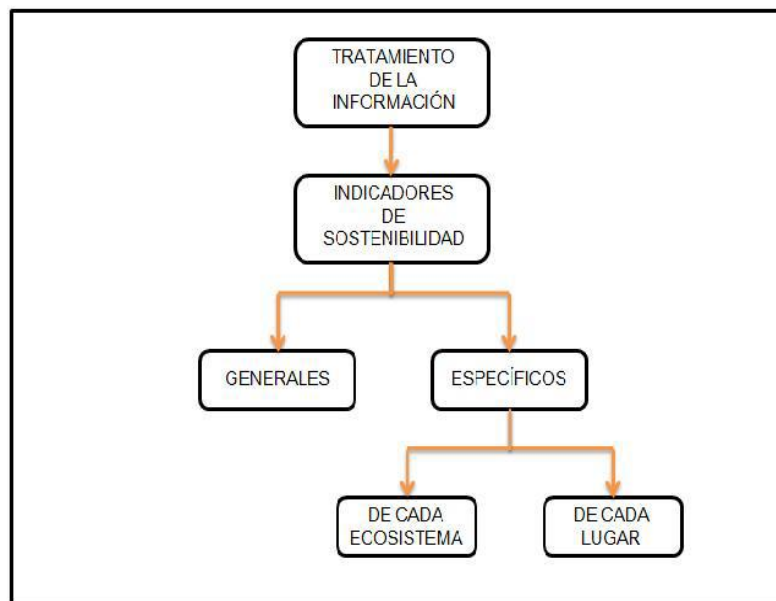 TRATAMIENTO
DE LA
INFORMACIÓN
INDICADORES
DE
SOSTENIBILIDAD
GENERALES
ESPECÍFICOS
DE CADA
ECOSISTEMA
DE CADA
LUGAR